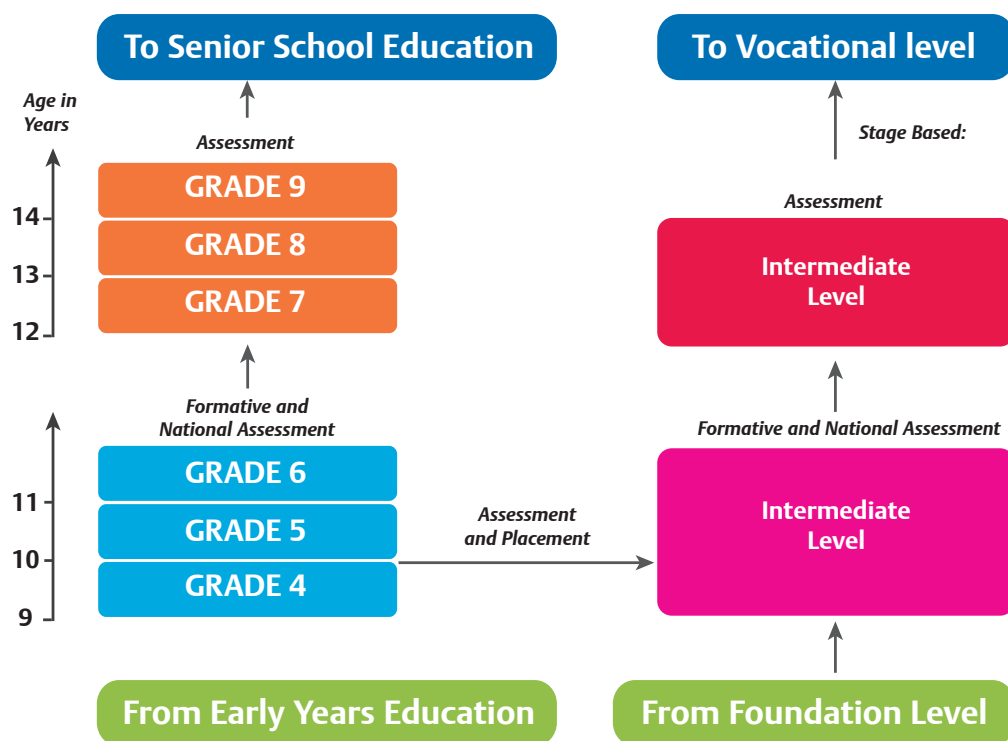 To Senior School Education
To Vocational level
Age in
Years
Stage Based:
Assessment
GRADE 9
14
Assessment
GRADE 8
13
Intermediate
Level
GRADE 7
12
Formative and
National Assessment
Formative and National Assessment
GRADE 6
11
Assessment
and Placement
Intermediate
Level
GRADE 5
10
GRADE 4
9
From Early Years Education
From Foundation Level